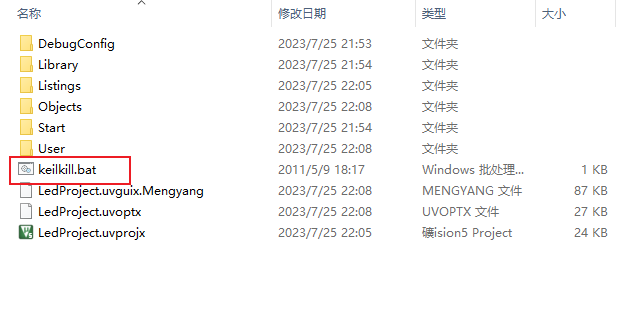 名称 修改日期 类型 大小
DebugConfig 2023/7/25 21:53 文件夹
Library 2023/7/25 21:54 文件夹
Listings 2023/7/25 22:05 文件夹
Objects 2023/7/25 22:08 文件夹
Start 2023/7/25 21:54 文件夹
User 2023/7/25 22:08 文件夹
keilkill.bat 2011/5/9 18:17 Windows 批处理... 1 KB
LedProject.uvguix.Mengyang 2023/7/25 22:08 MENGYANG 文件 87 KB
LedProject.uvoptx 2023/7/25 22:08 UVOPTX 文件 27 KB
LedProject.uvprojx 2023/7/25 22:05 礦ision5 Project 24 KB